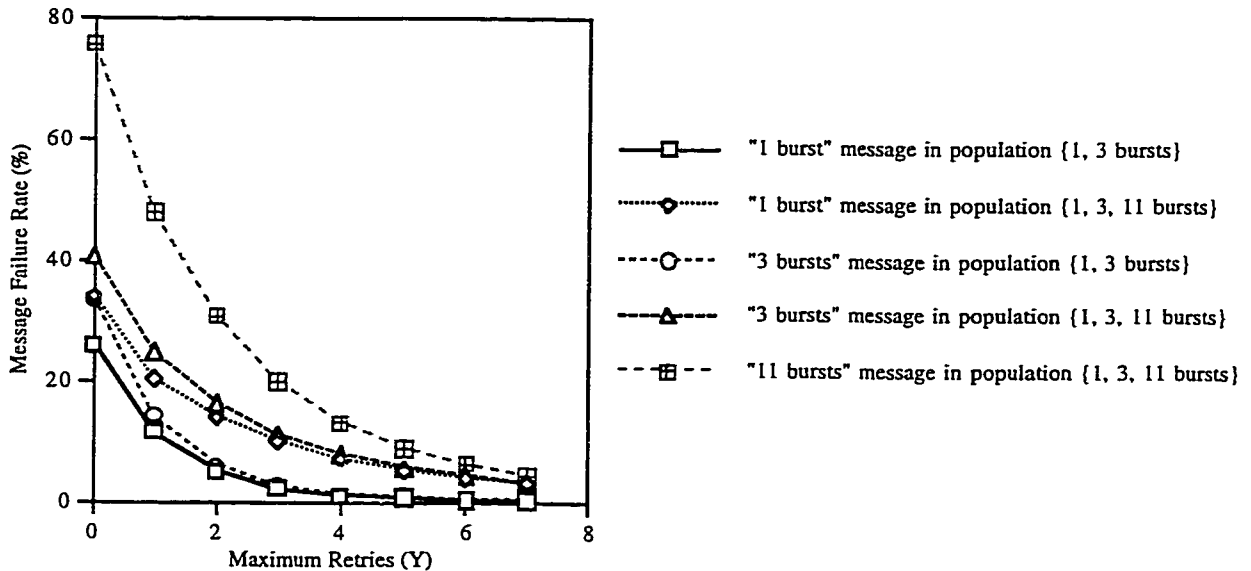 80
60
40
20
0
Message Failure Rate (%)
0 2 4 6 8
Maximum Retries (Y)
"1 burst" message in population {1, 3 bursts}
"1 burst" message in population {1, 3, 11 bursts}
"3 bursts" message in population {1, 3 bursts}
"3 bursts" message in population {1, 3, 11 bursts}
"11 bursts" message in population {1, 3, 11 bursts}